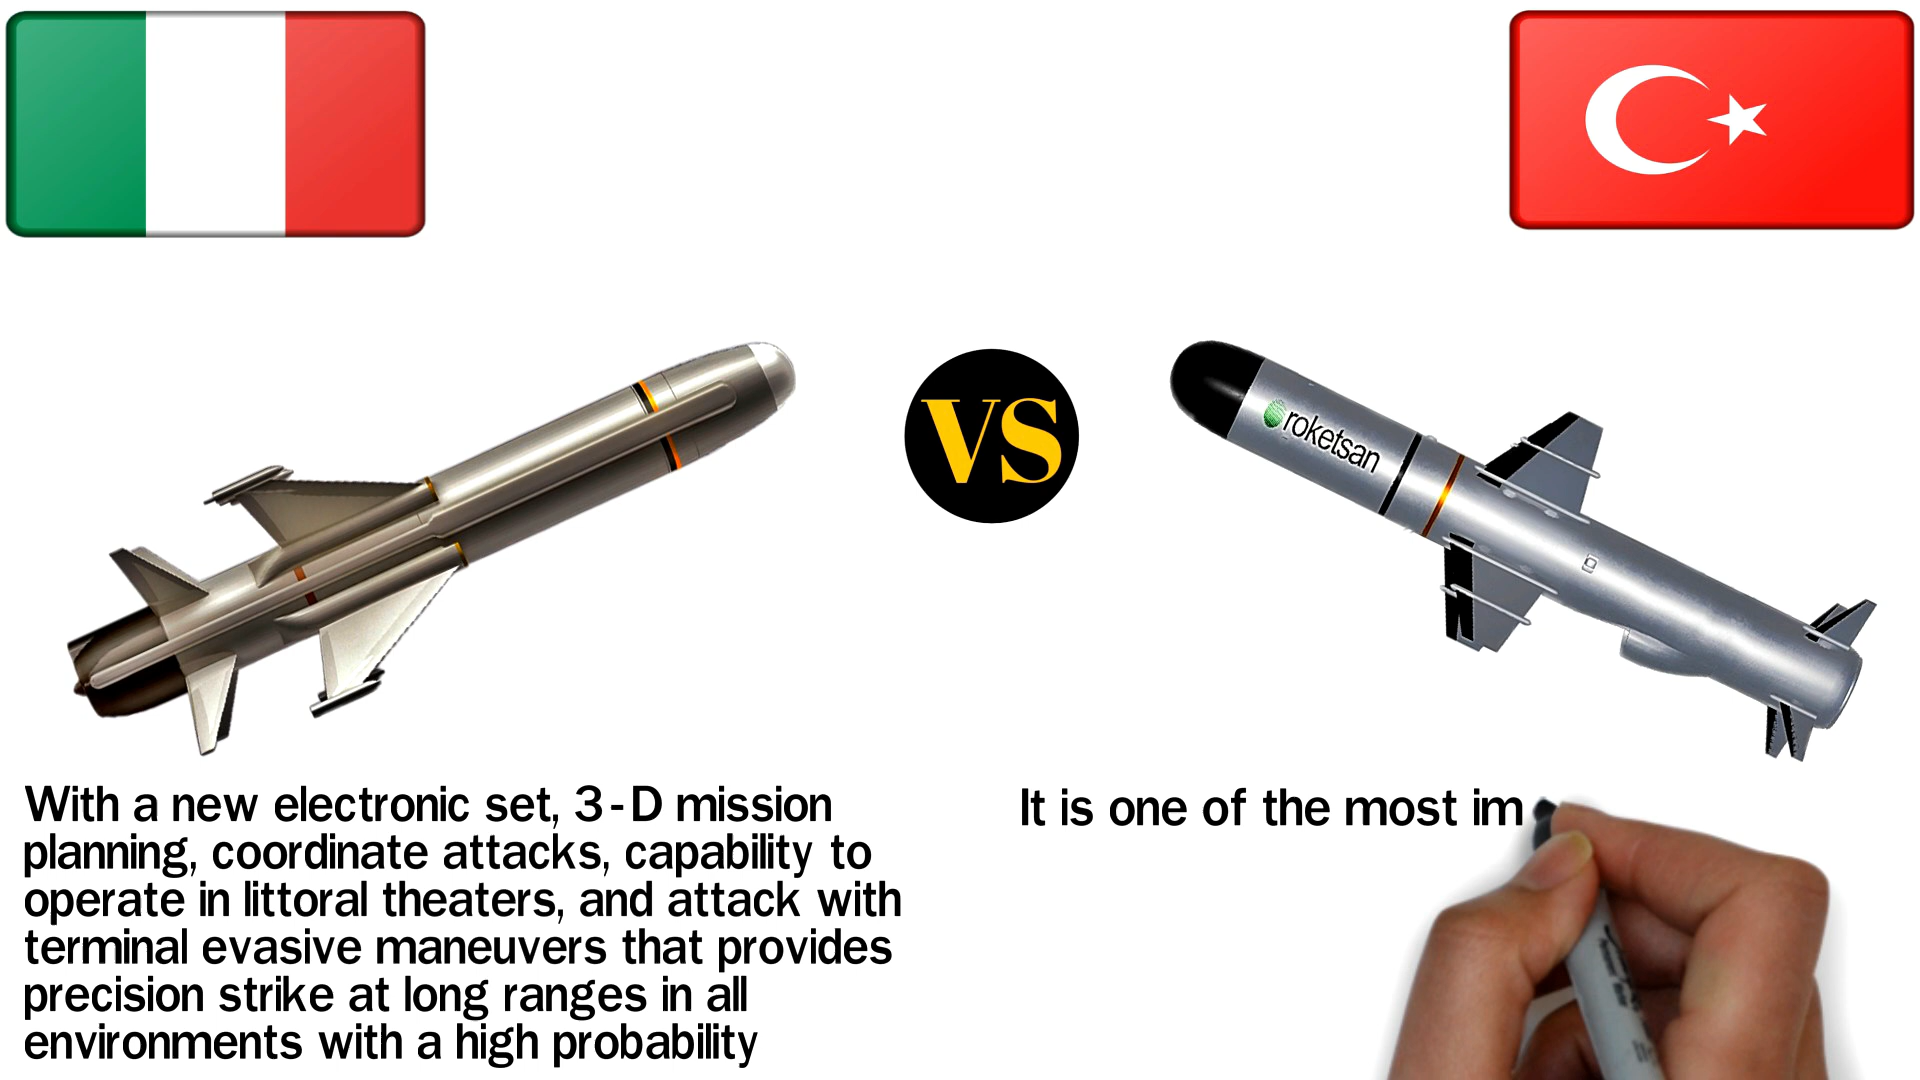 VS
roketsan
With a new electronic set, 3-D mission
planning, coordinate attacks, capability to
operate in littoral theaters, and attack with
terminal evasive maneuvers that provides
precision strike at long ranges in all
environments with a high probability
It is one of the most im